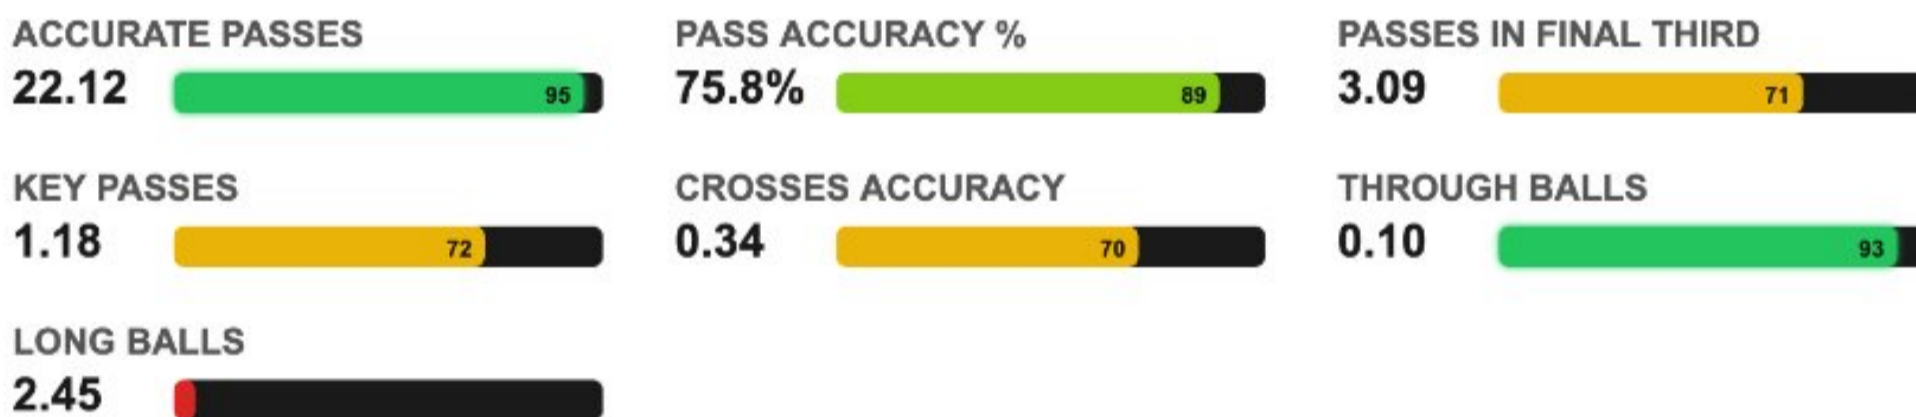 ACCURATE PASSES
22.12 95
PASS ACCURACY %
75.8% 89
PASSES IN FINAL THIRD
3.09 71
KEY PASSES
1.18 72
CROSSES ACCURACY
0.34 70
THROUGH BALLS
0.10 93
LONG BALLS
2.45